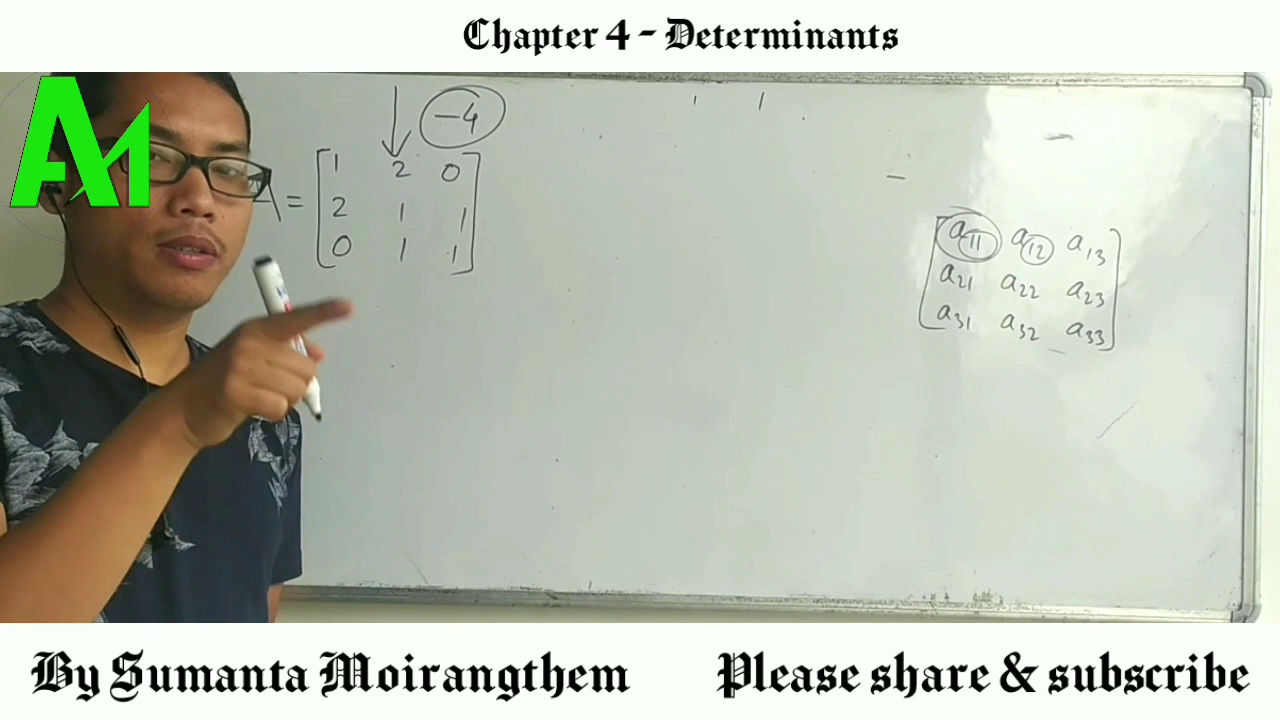 Chapter 4 - Determinants
AM
-4
A = [1 2 0
2 1 1
0 1 1]
[a11 a12 a13
a21 a22 a23
a31 a32 a33]
By Sumanta Moirangthem
Please share & subscribe